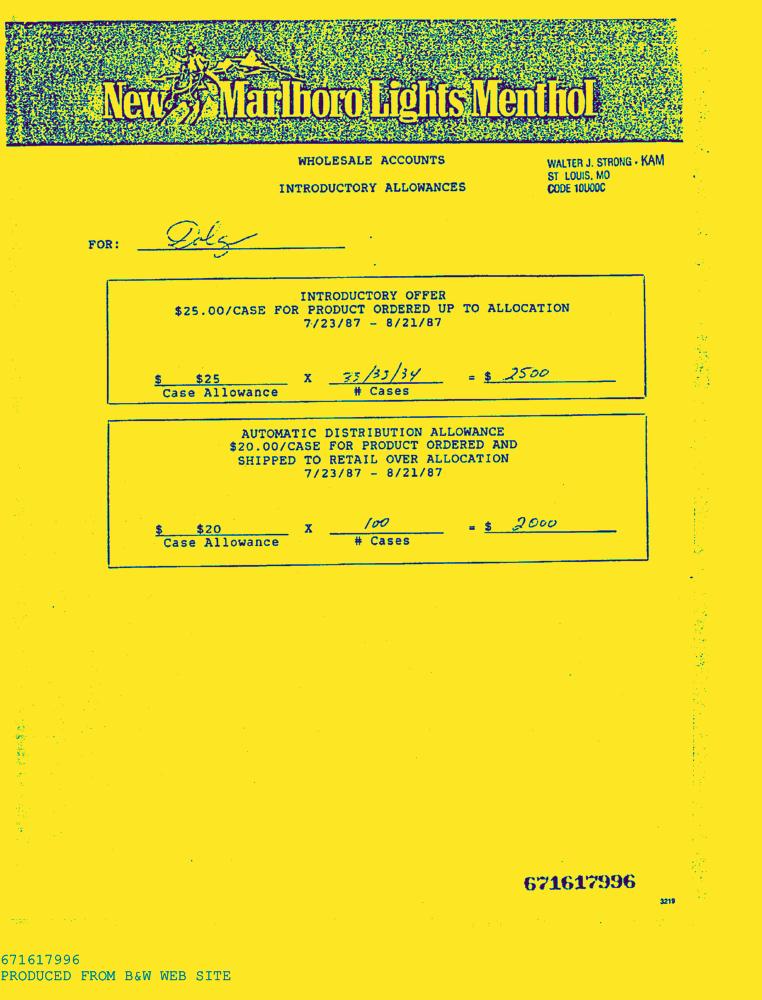 New Marlboro Lights Menthol
WHOLESALE ACCOUNTS
INTRODUCTORY ALLOWANCES
WALTER J. STRONG - KAM
ST LOUIS, MO
CODE 10U00C
FOR:
INTRODUCTORY OFFER
$25.00/CASE FOR PRODUCT ORDERED UP TO ALLOCATION
7/23/87 - 8/21/87
$ $25 X 33/33/34 = $ 2500
Case Allowance # Cases
AUTOMATIC DISTRIBUTION ALLOWANCE
$20.00/CASE FOR PRODUCT ORDERED AND
SHIPPED TO RETAIL OVER ALLOCATION
7/23/87 - 8/21/87
$ $20 X 100 = $ 2000
Case Allowance # Cases
671617996
3219
671617996
PRODUCED FROM B&W WEB SITE